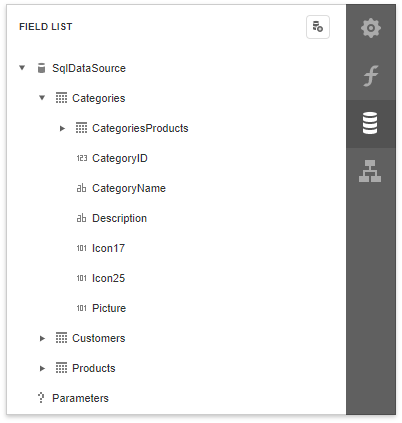 FIELD LIST
SqlDataSource
Categories
CategoriesProducts
123 CategoryID
ab CategoryName
ab Description
101 Icon17
101 Icon25
101 Picture
Customers
Products
? Parameters